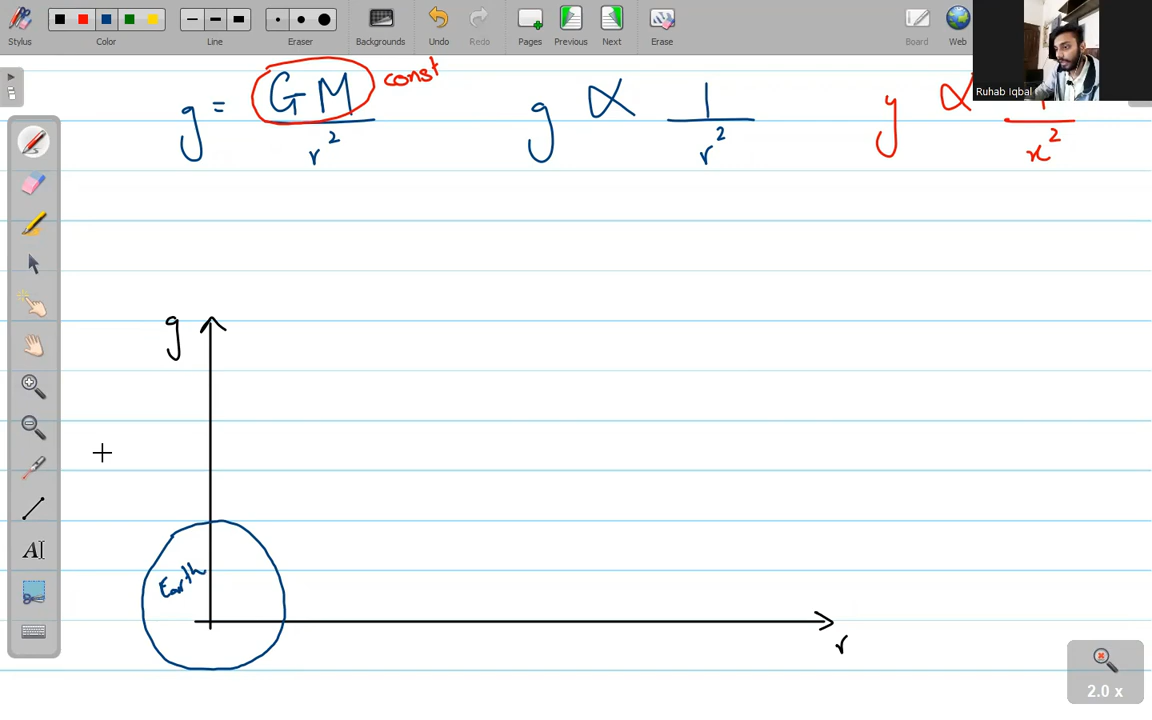 Stylus Color Line Eraser Backgrounds Undo Redo Pages Previous Next Erase Board Web
Ruhab Iqbal
g = GM / r² const
g ∝ 1 / r²
y ∝ 1 / x²
g
Earth
r
AI
2.0 x